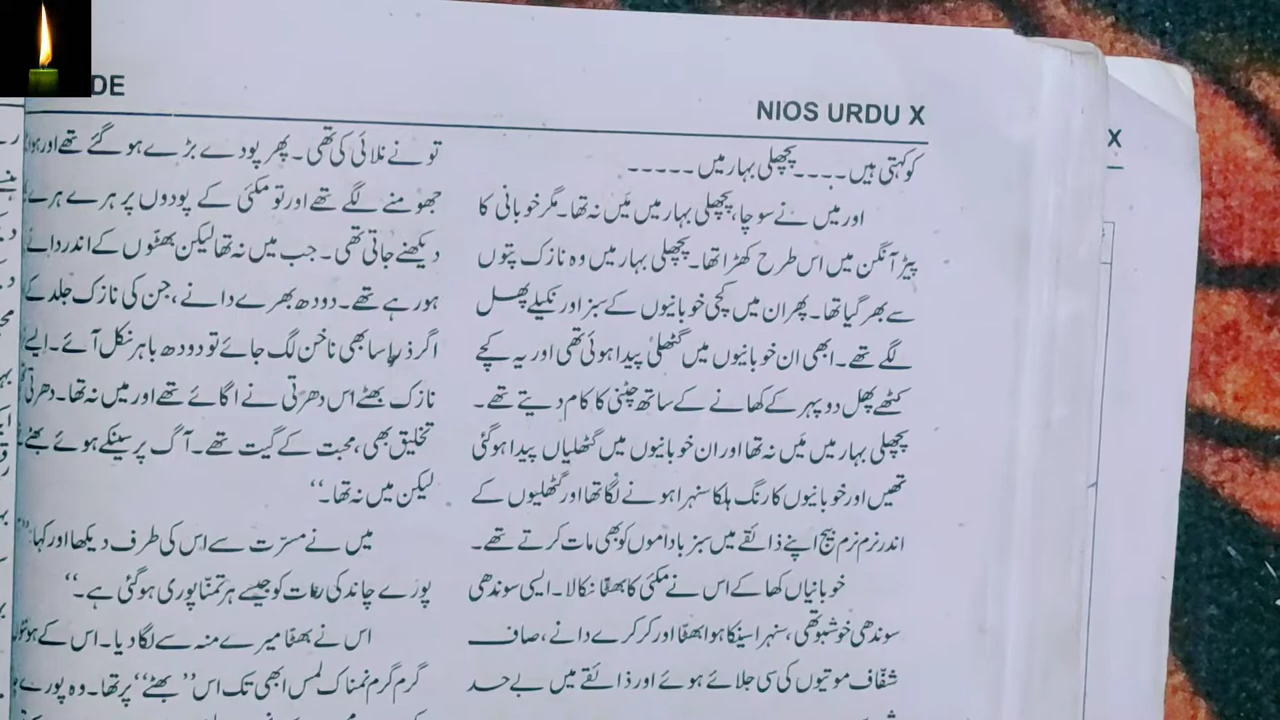 DE
NIOS URDU X
X
کو کہتی ہیں۔۔۔۔ پچھلی بہار میں ۔۔۔۔۔
اور میں نے سوچا، پچھلی بہار میں مَیں نہ تھا۔ مگر خوبانی کا
پیڑ آنگن میں اس طرح کھڑا تھا۔ پچھلی بہار میں وہ نازک پتوں
سے بھر گیا تھا۔ پھر ان میں کچی خوبانیوں کے سبز اور نکیلے پھل
لگے تھے۔ ابھی ان خوبانیوں میں گٹھلی پیدا ہوئی تھی اور یہ کچے
کٹھے پھل دوپہر کے کھانے کے ساتھ چٹنی کا کام دیتے تھے۔
پچھلی بہار میں مَیں نہ تھا اور ان خوبانیوں میں گٹھلیاں پیدا ہوگئی
تھیں اور خوبانیوں کا رنگ ہلکا سنہرا ہونے لگا تھا اور گٹھلیوں کے
اندر نرم نرم بیج اپنے ذائقے میں سبز باداموں کو بھی مات کرتے تھے۔
خوبانیاں کھا کے اس نے مکئی کا بھٹا نکالا۔ ایسی سوندھی
سوندھی خوشبو تھی، سنہرا سینکا ہوا بھٹا اور کرکرے دانے، صاف
شفّاف موتیوں کی سی جلائے ہوئے اور ذائقے میں بے حد
تو نے نلائی کی تھی۔ پھر پودے بڑے ہو گئے تھے اور
جھومنے لگے تھے اور تو مکئی کے پودوں پر ہرے ہرے
دیکھنے جاتی تھی۔ جب میں نہ تھا لیکن بھٹوں کے اندر دانے
ہو رہے تھے۔ دودھ بھرے دانے، جن کی نازک جلد کے
اگر ذرا سا بھی ناخن لگ جائے تو دودھ باہر نکل آئے۔ ایسے
نازک بھٹے اس دھرتی نے اگائے تھے اور میں نہ تھا۔ دھرتی
تخلیق بھی، محبت کے گیت تھے۔ آگ پر سینکے ہوئے بھٹے
لیکن میں نہ تھا۔“
میں نے مسرّت سے اس کی طرف دیکھا اور کہا۔
پورے چاند کی رات کو جیسے ہر تمنّا پوری ہوگئی ہے۔“
اس نے بھٹا میرے منہ سے لگا دیا۔ اس کے ہونٹوں
گرم گرم نمناک لمس ابھی تک اس ”بھٹے“ پر تھا۔ وہ پورے